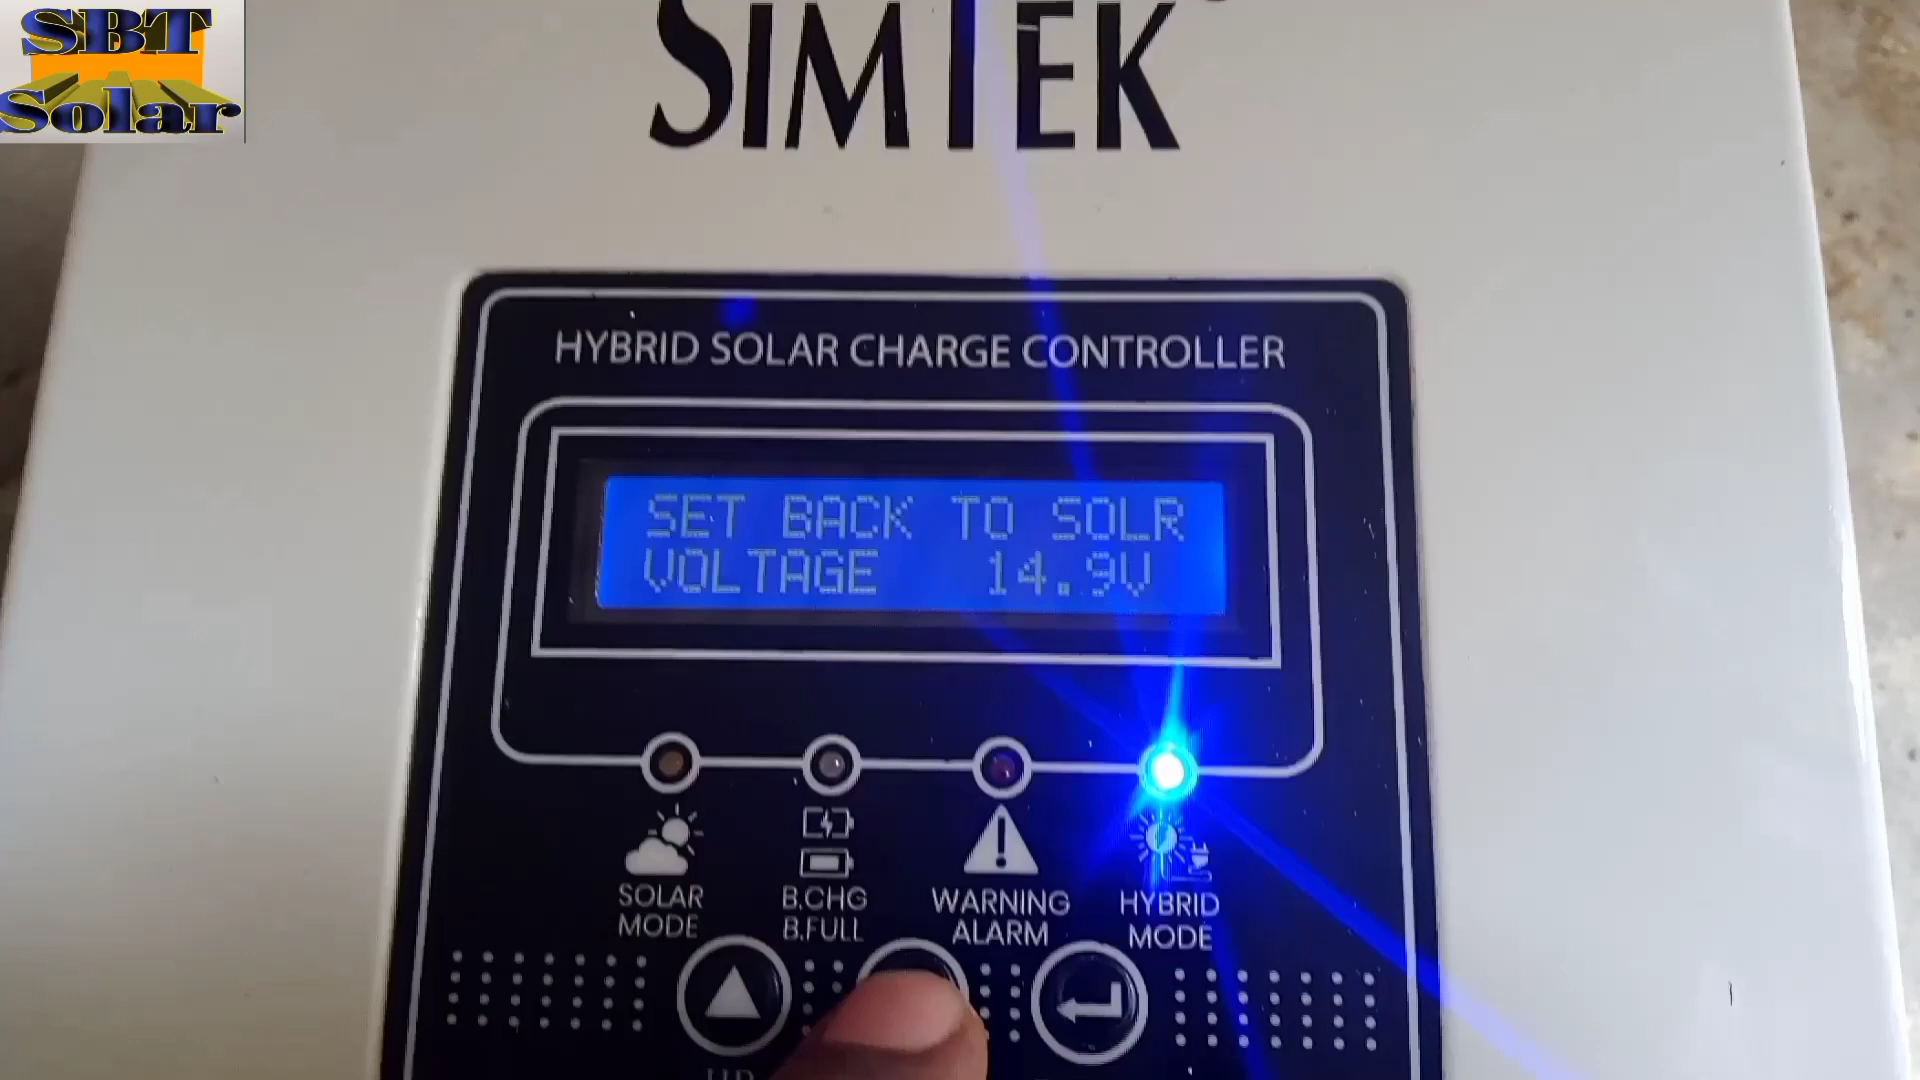 SBT
Solar
SIMTEK
HYBRID SOLAR CHARGE CONTROLLER
SET BACK TO SOLR
VOLTAGE 14.9V
SOLAR
MODE
B.CHG
B.FULL
WARNING
ALARM
HYBRID
MODE